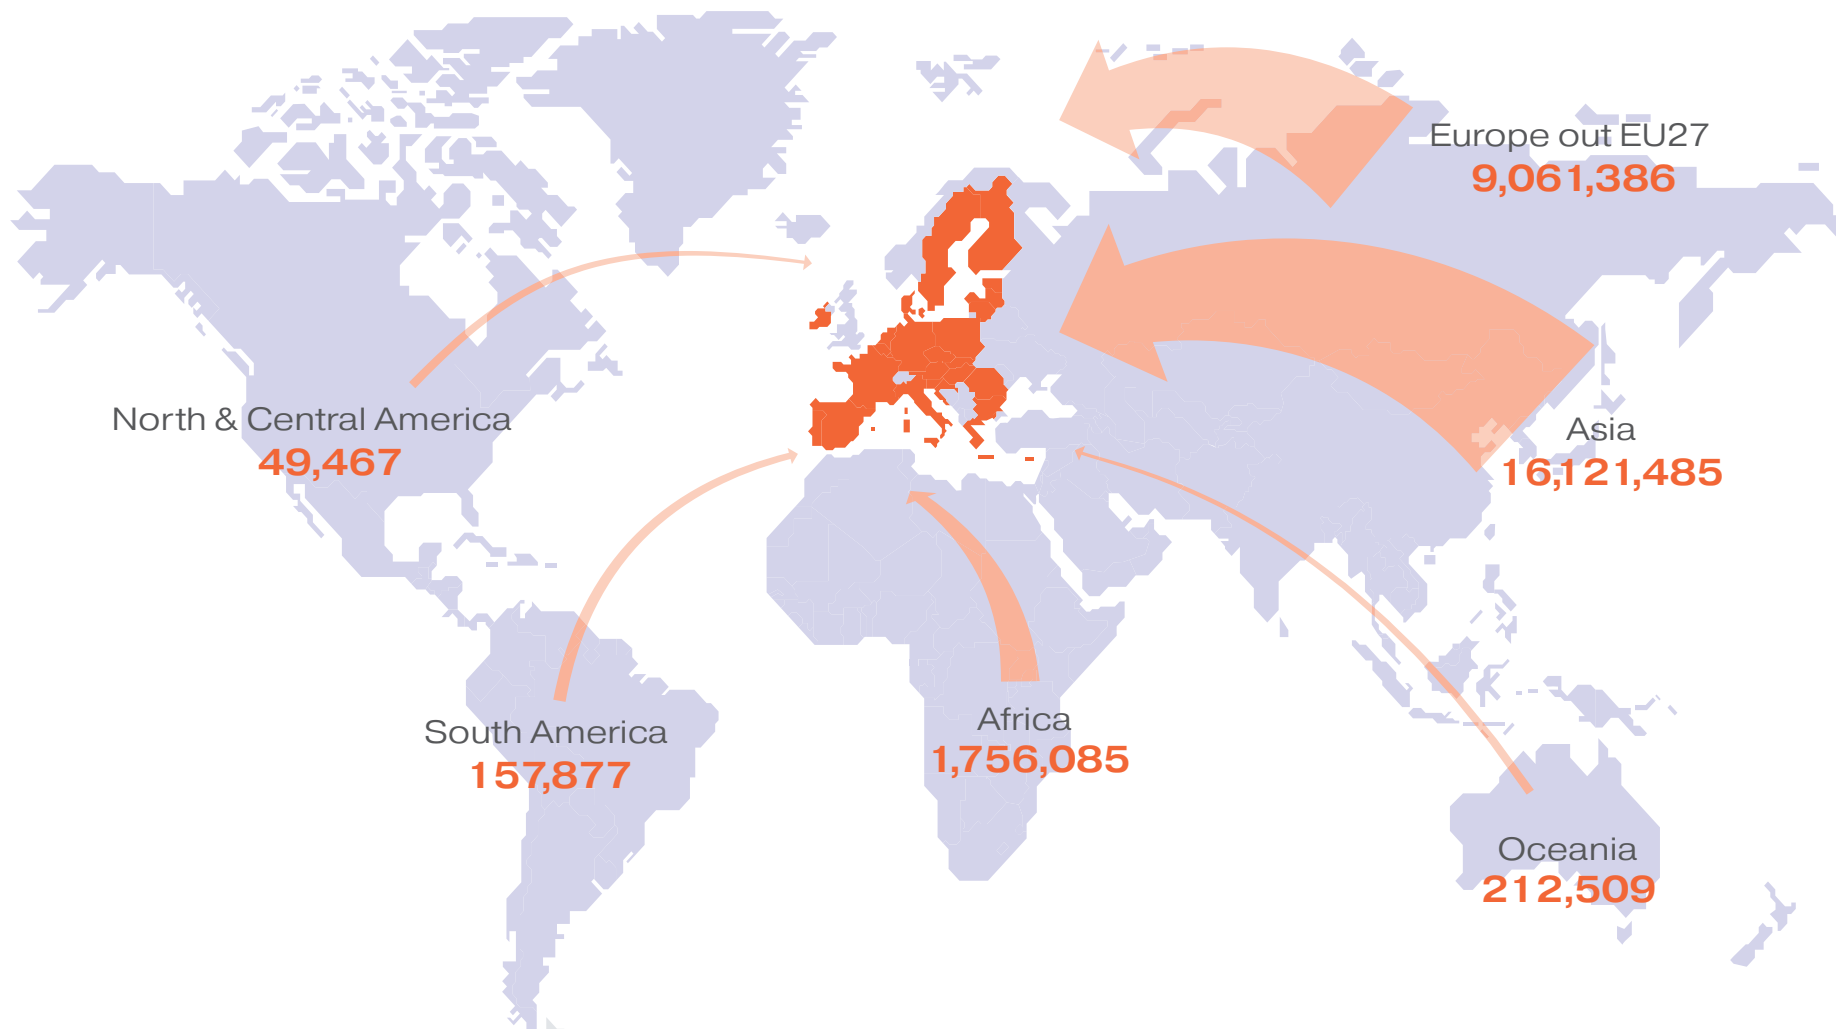 Europe out EU27
9,061,386
North & Central America
49,467
Asia
16,121,485
South America
157,877
Africa
1,756,085
Oceania
212,509